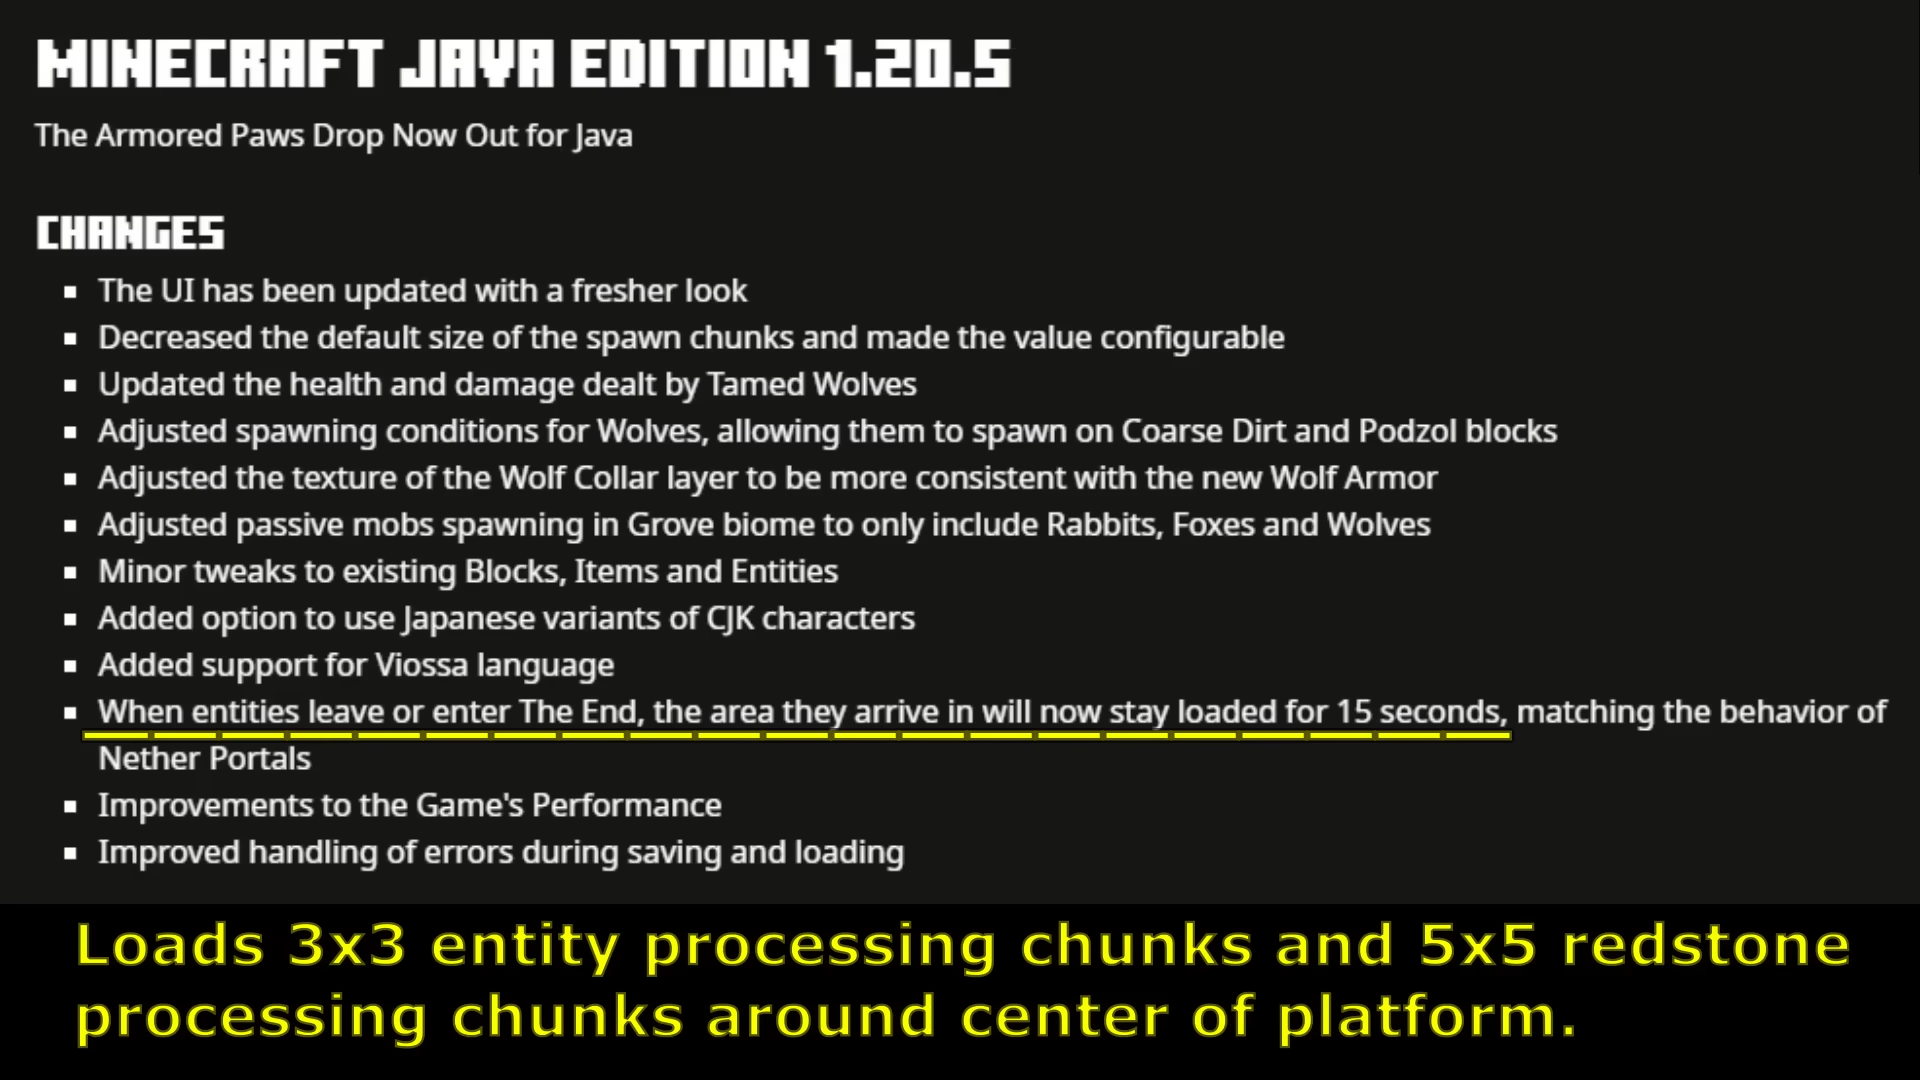 MINECRAFT JAVA EDITION 1.20.5
The Armored Paws Drop Now Out for Java
CHANGES
▪ The UI has been updated with a fresher look
▪ Decreased the default size of the spawn chunks and made the value configurable
▪ Updated the health and damage dealt by Tamed Wolves
▪ Adjusted spawning conditions for Wolves, allowing them to spawn on Coarse Dirt and Podzol blocks
▪ Adjusted the texture of the Wolf Collar layer to be more consistent with the new Wolf Armor
▪ Adjusted passive mobs spawning in Grove biome to only include Rabbits, Foxes and Wolves
▪ Minor tweaks to existing Blocks, Items and Entities
▪ Added option to use Japanese variants of CJK characters
▪ Added support for Viossa language
▪ When entities leave or enter The End, the area they arrive in will now stay loaded for 15 seconds, matching the behavior of
Nether Portals
▪ Improvements to the Game's Performance
▪ Improved handling of errors during saving and loading
Loads 3x3 entity processing chunks and 5x5 redstone
processing chunks around center of platform.